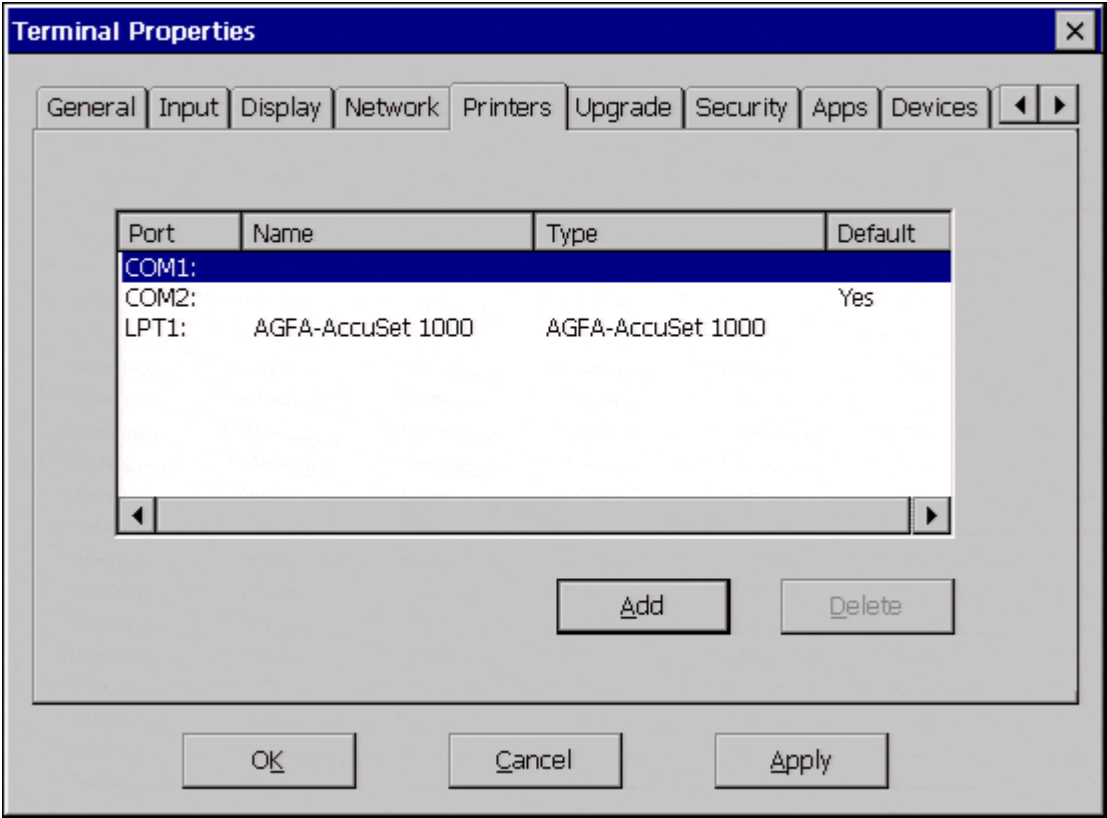 Terminal Properties
General Input Display Network Printers Upgrade Security Apps Devices
Port Name Type Default
COM1:
COM2: Yes
LPT1: AGFA-AccuSet 1000 AGFA-AccuSet 1000
Add Delete
OK Cancel Apply